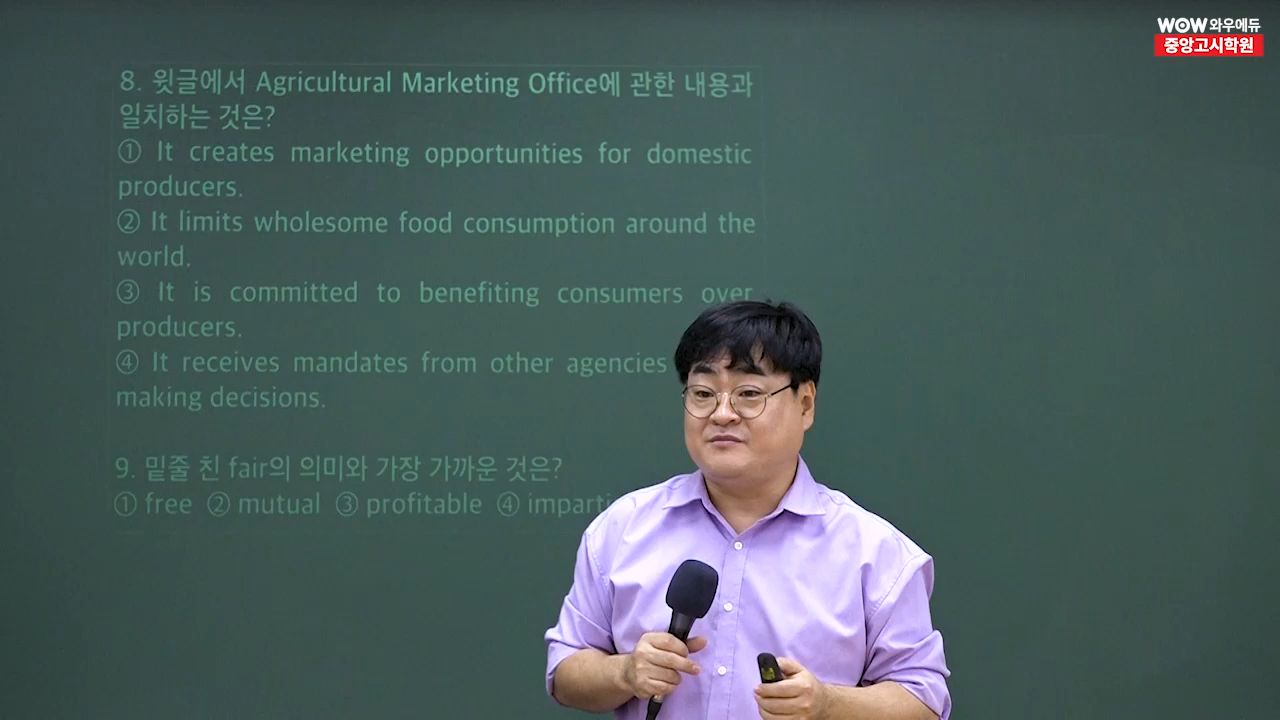 WOW와우에듀
중앙고시학원
8. 윗글에서 Agricultural Marketing Office에 관한 내용과
일치하는 것은?
① It creates marketing opportunities for domestic
producers.
② It limits wholesome food consumption around the
world.
③ It is committed to benefiting consumers over
producers.
④ It receives mandates from other agencies
making decisions.
9. 밑줄 친 fair의 의미와 가장 가까운 것은?
① free ② mutual ③ profitable ④